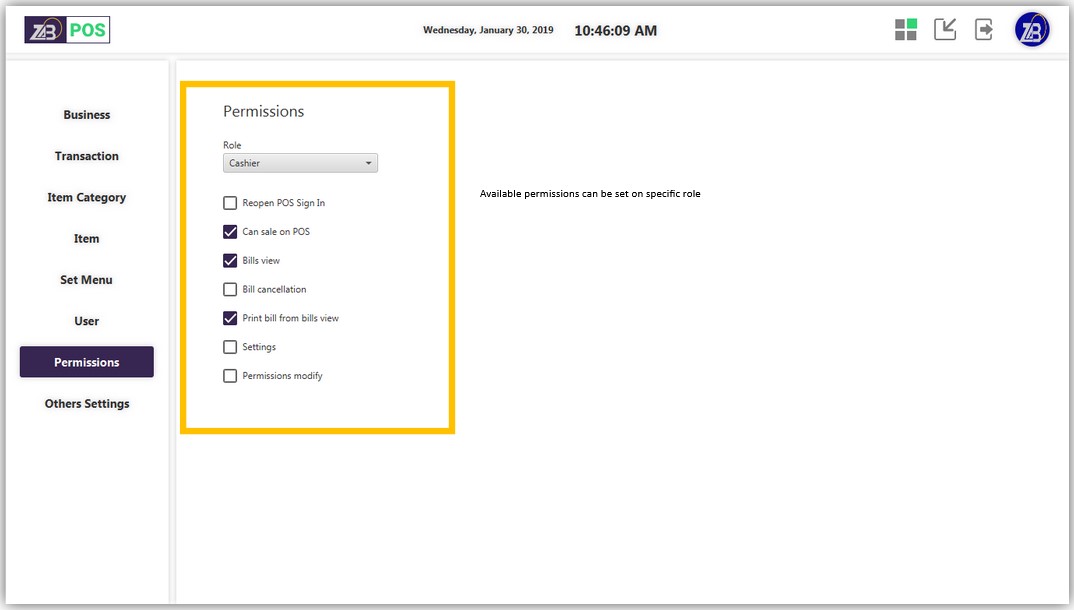 ZB POS
Wednesday, January 30, 2019
10:46:09 AM
ZB
Business
Transaction
Item Category
Item
Set Menu
User
Permissions
Others Settings
Permissions
Role
Cashier
Reopen POS Sign In
Can sale on POS
Bills view
Bill cancellation
Print bill from bills view
Settings
Permissions modify
Available permissions can be set on specific role